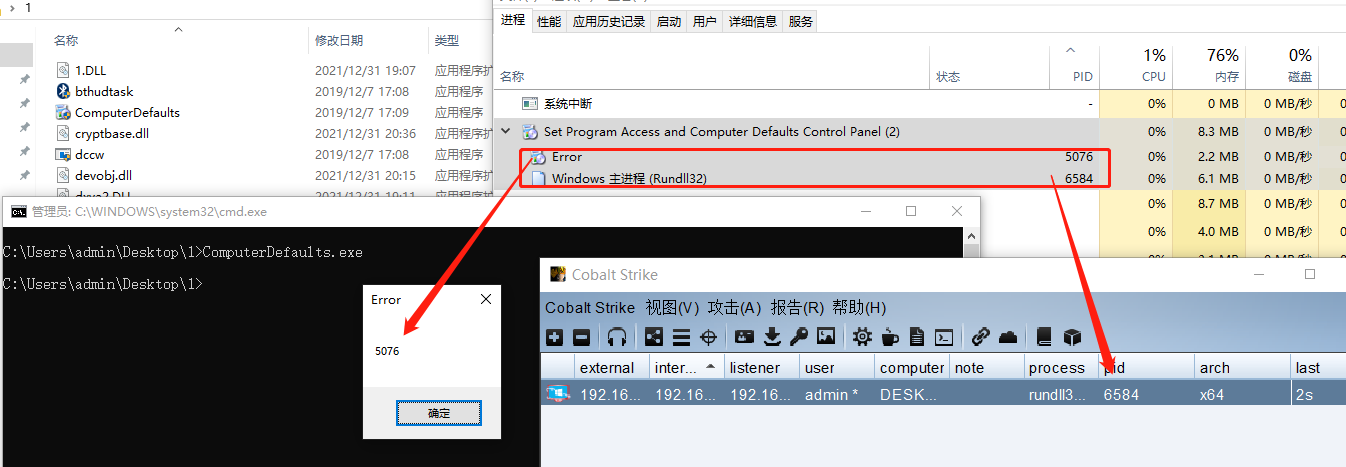 1
名称 修改日期 类型
1.DLL 2021/12/31 19:07 应用程序扩
bthudtask 2019/12/7 17:08 应用程序
ComputerDefaults 2019/12/7 17:09 应用程序
cryptbase.dll 2021/12/31 20:36 应用程序扩
dccw 2019/12/7 17:08 应用程序
devobj.dll 2021/12/31 20:15 应用程序扩
进程 性能 应用历史记录 启动 用户 详细信息 服务
1% 76% 0%
名称 状态 PID CPU 内存 磁盘
系统中断 - 0% 0 MB 0 MB/秒 0
Set Program Access and Computer Defaults Control Panel (2) 0% 8.3 MB 0 MB/秒 0
Error 5076 0% 2.2 MB 0 MB/秒 0
Windows 主进程 (Rundll32) 6584 0% 6.1 MB 0 MB/秒 0
0% 8.7 MB 0 MB/秒 0
0% 4.0 MB 0 MB/秒 0
管理员: C:\WINDOWS\system32\cmd.exe
C:\Users\admin\Desktop\1>ComputerDefaults.exe
C:\Users\admin\Desktop\1>
Error
5076
确定
Cobalt Strike
Cobalt Strike 视图(V) 攻击(A) 报告(R) 帮助(H)
external inter... listener user computer note process pid arch last
192.16... 192.16... 192.16... admin * DESK... rundll3... 6584 x64 2s